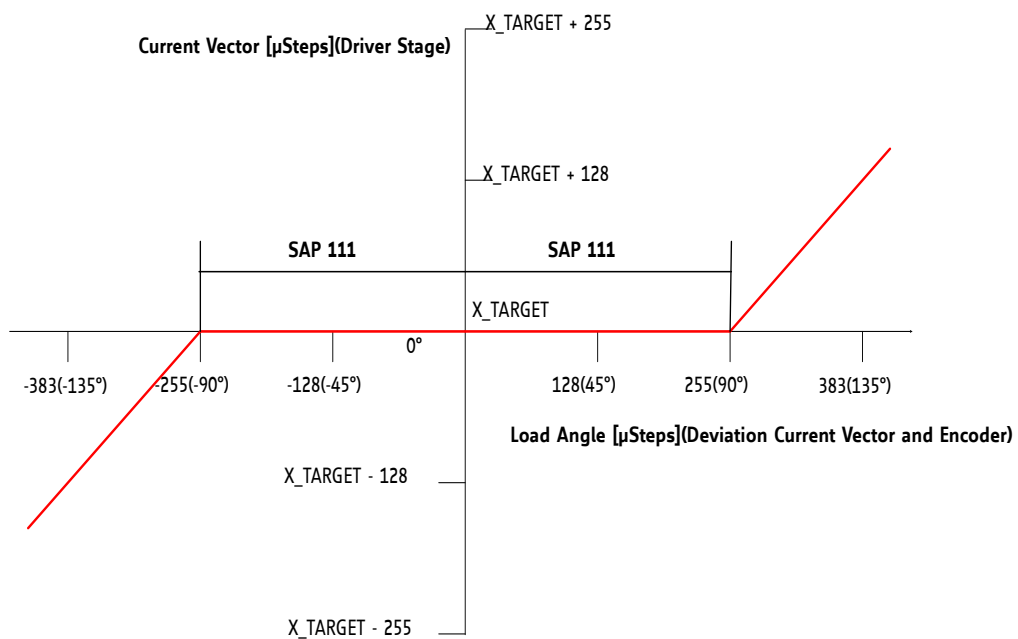 X_TARGET + 255
Current Vector [µSteps](Driver Stage)
X_TARGET + 128
SAP 111
SAP 111
X_TARGET
0°
-383(-135°)
-255(-90°)
-128(-45°)
128(45°)
255(90°)
383(135°)
Load Angle [µSteps](Deviation Current Vector and Encoder)
X_TARGET - 128
X_TARGET - 255